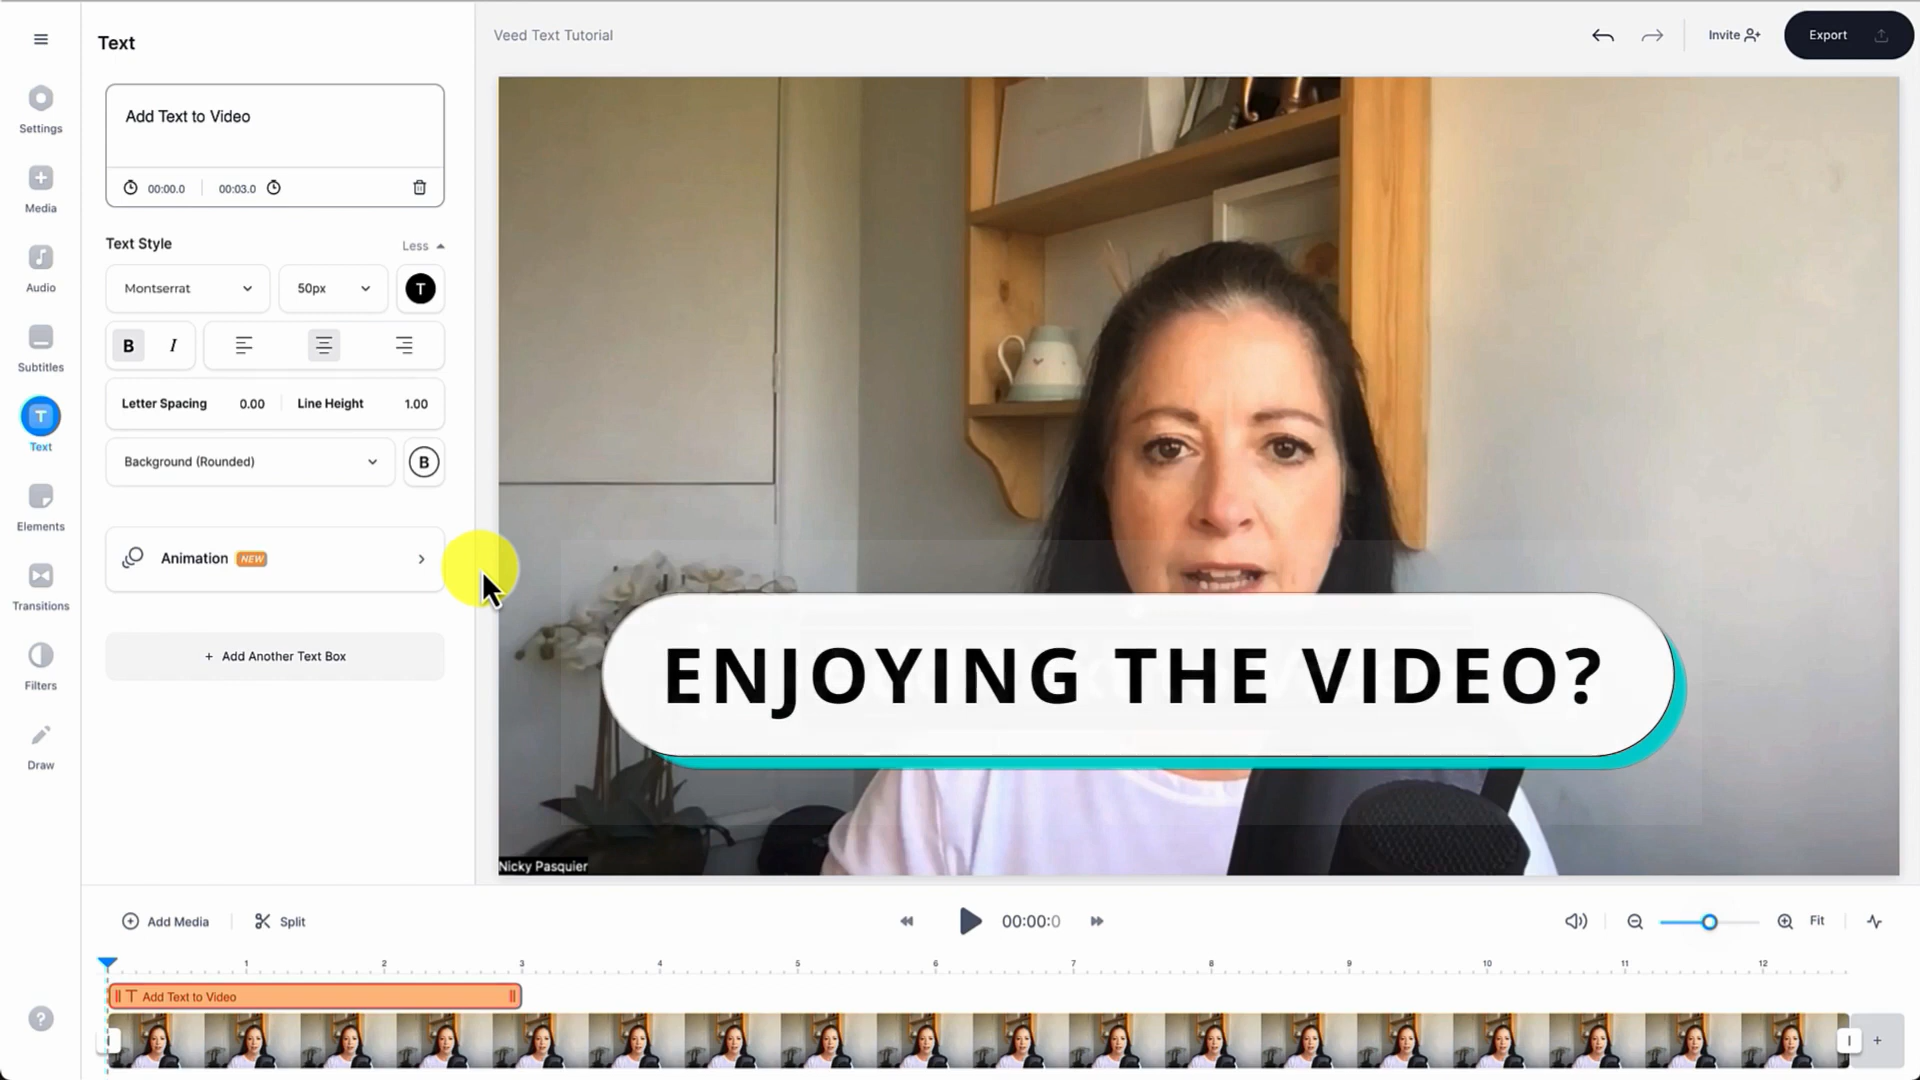 Text
Veed Text Tutorial
Invite
Export
Settings
Media
Audio
Subtitles
Text
Elements
Transitions
Filters
Draw
Add Text to Video
00:00.0
00:03.0
Text Style
Less
Montserrat
50px
T
B
I
Letter Spacing 0.00
Line Height 1.00
Background (Rounded)
B
Animation NEW
+ Add Another Text Box
ENJOYING THE VIDEO?
Nicky Pasquier
Add Media
Split
00:00:0
Fit
1 2 3 4 5 6 7 8 9 10 11 12
T Add Text to Video